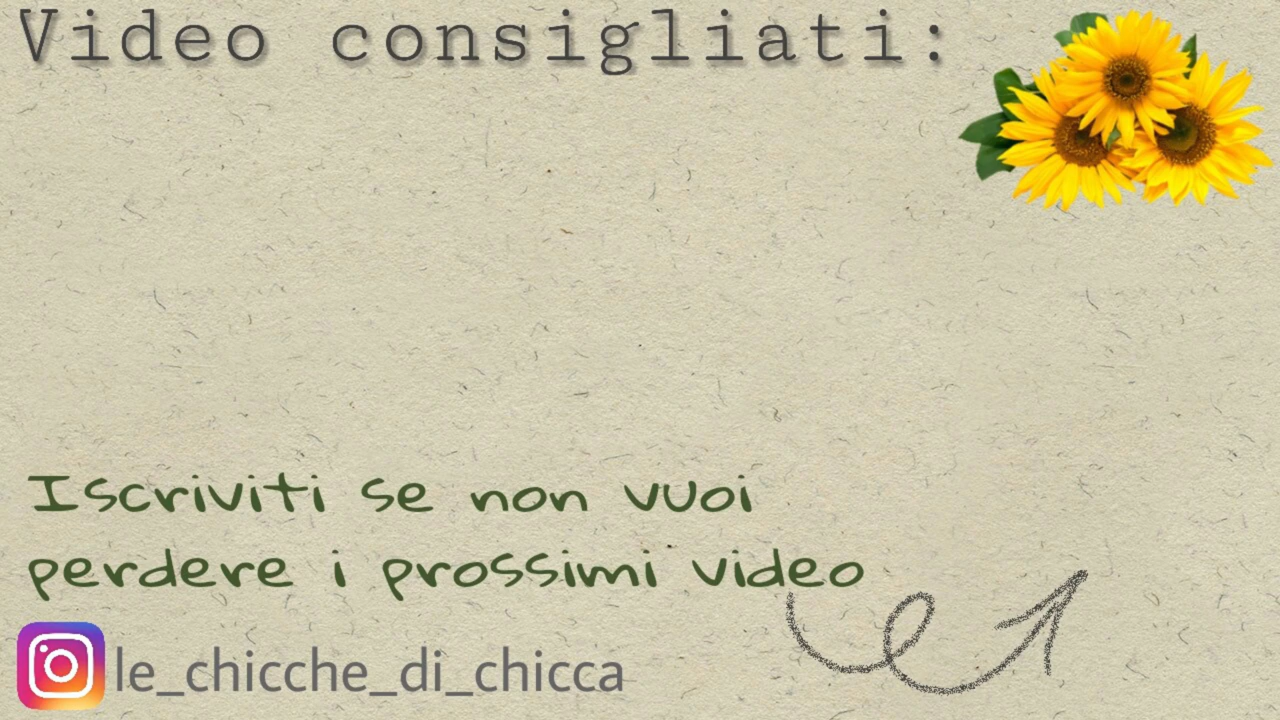 Video consigliati:
Iscriviti se non vuoi
perdere i prossimi video
le_chicche_di_chicca